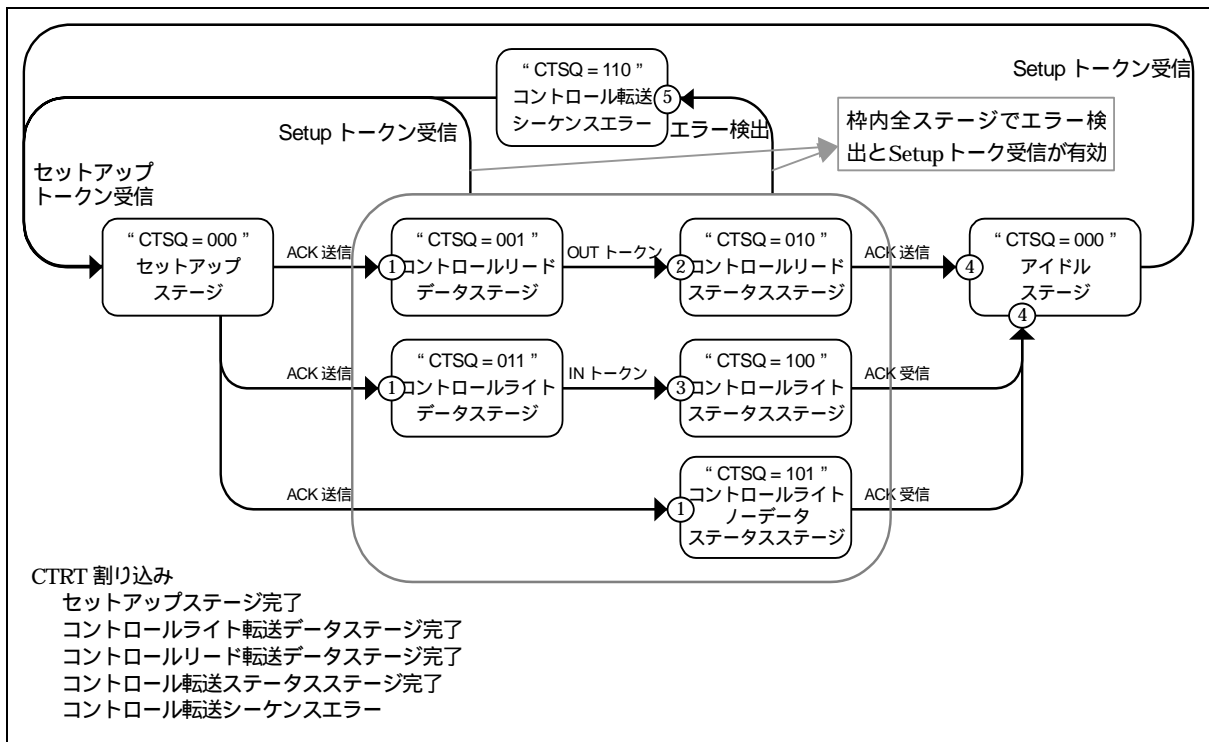 “ CTSQ = 110 ”
コントロール転送
シーケンスエラー
5
Setup トークン受信
Setup トークン受信
エラー検出
枠内全ステージでエラー検
出とSetupトーク受信が有効
セットアップ
トークン受信
“ CTSQ = 000 ”
セットアップ
ステージ
ACK 送信
“ CTSQ = 001 ”
1
コントロールリード
データステージ
OUT トークン
“ CTSQ = 010 ”
2
コントロールリード
ステータスステージ
ACK 送信
“ CTSQ = 000 ”
4
アイドル
ステージ
4
ACK 送信
“ CTSQ = 011 ”
1
コントロールライト
データステージ
IN トークン
“ CTSQ = 100 ”
3
コントロールライト
ステータスステージ
ACK 受信
ACK 送信
“ CTSQ = 101 ”
1
コントロールライト
ノーデータ
ステータスステージ
ACK 受信
CTRT 割り込み
セットアップステージ完了
コントロールライト転送データステージ完了
コントロールリード転送データステージ完了
コントロール転送ステータスステージ完了
コントロール転送シーケンスエラー